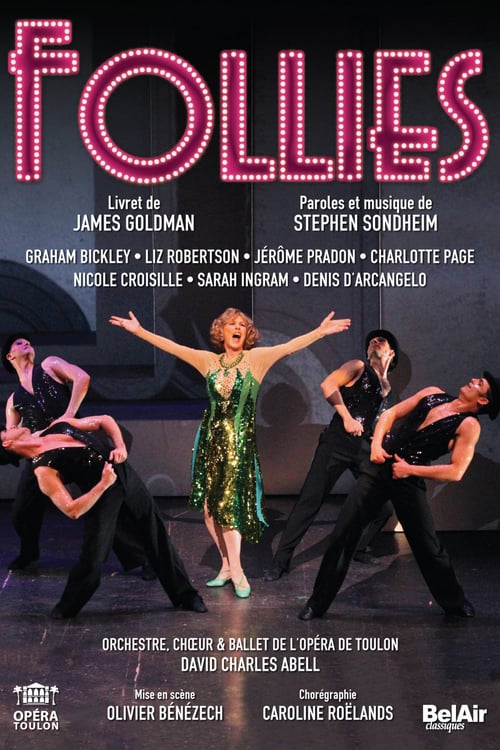 FOLLIES
Livret de
JAMES GOLDMAN
Paroles et musique de
STEPHEN SONDHEIM
GRAHAM BICKLEY • LIZ ROBERTSON • JÉRÔME PRADON • CHARLOTTE PAGE
NICOLE CROISILLE • SARAH INGRAM • DENIS D'ARCANGELO
ORCHESTRE, CHŒUR & BALLET DE L'OPÉRA DE TOULON
DAVID CHARLES ABELL
OPÉRA
TOULON
Mise en scène
OLIVIER BÉNÉZECH
Chorégraphie
CAROLINE ROËLANDS
BelAir
classiques